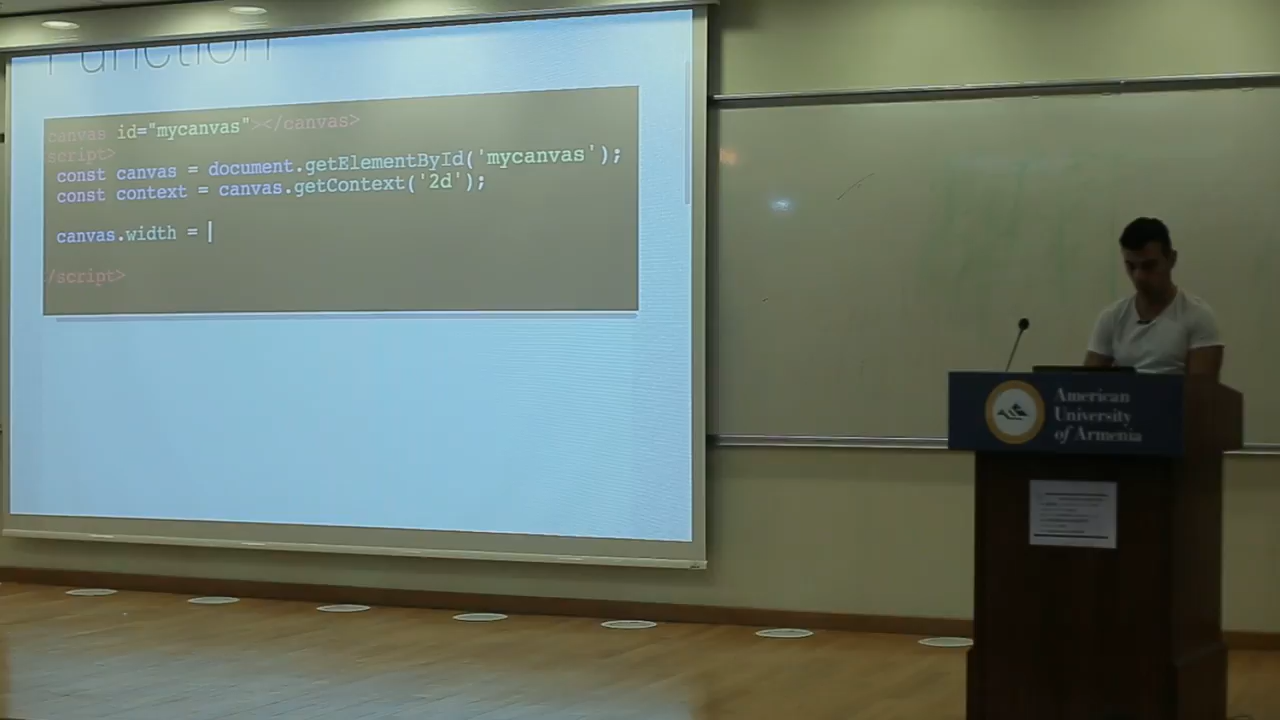 Function
canvas id="mycanvas"></canvas>
script>
const canvas = document.getElementById('mycanvas');
const context = canvas.getContext('2d');
canvas.width =
/script>
American
University
of Armenia